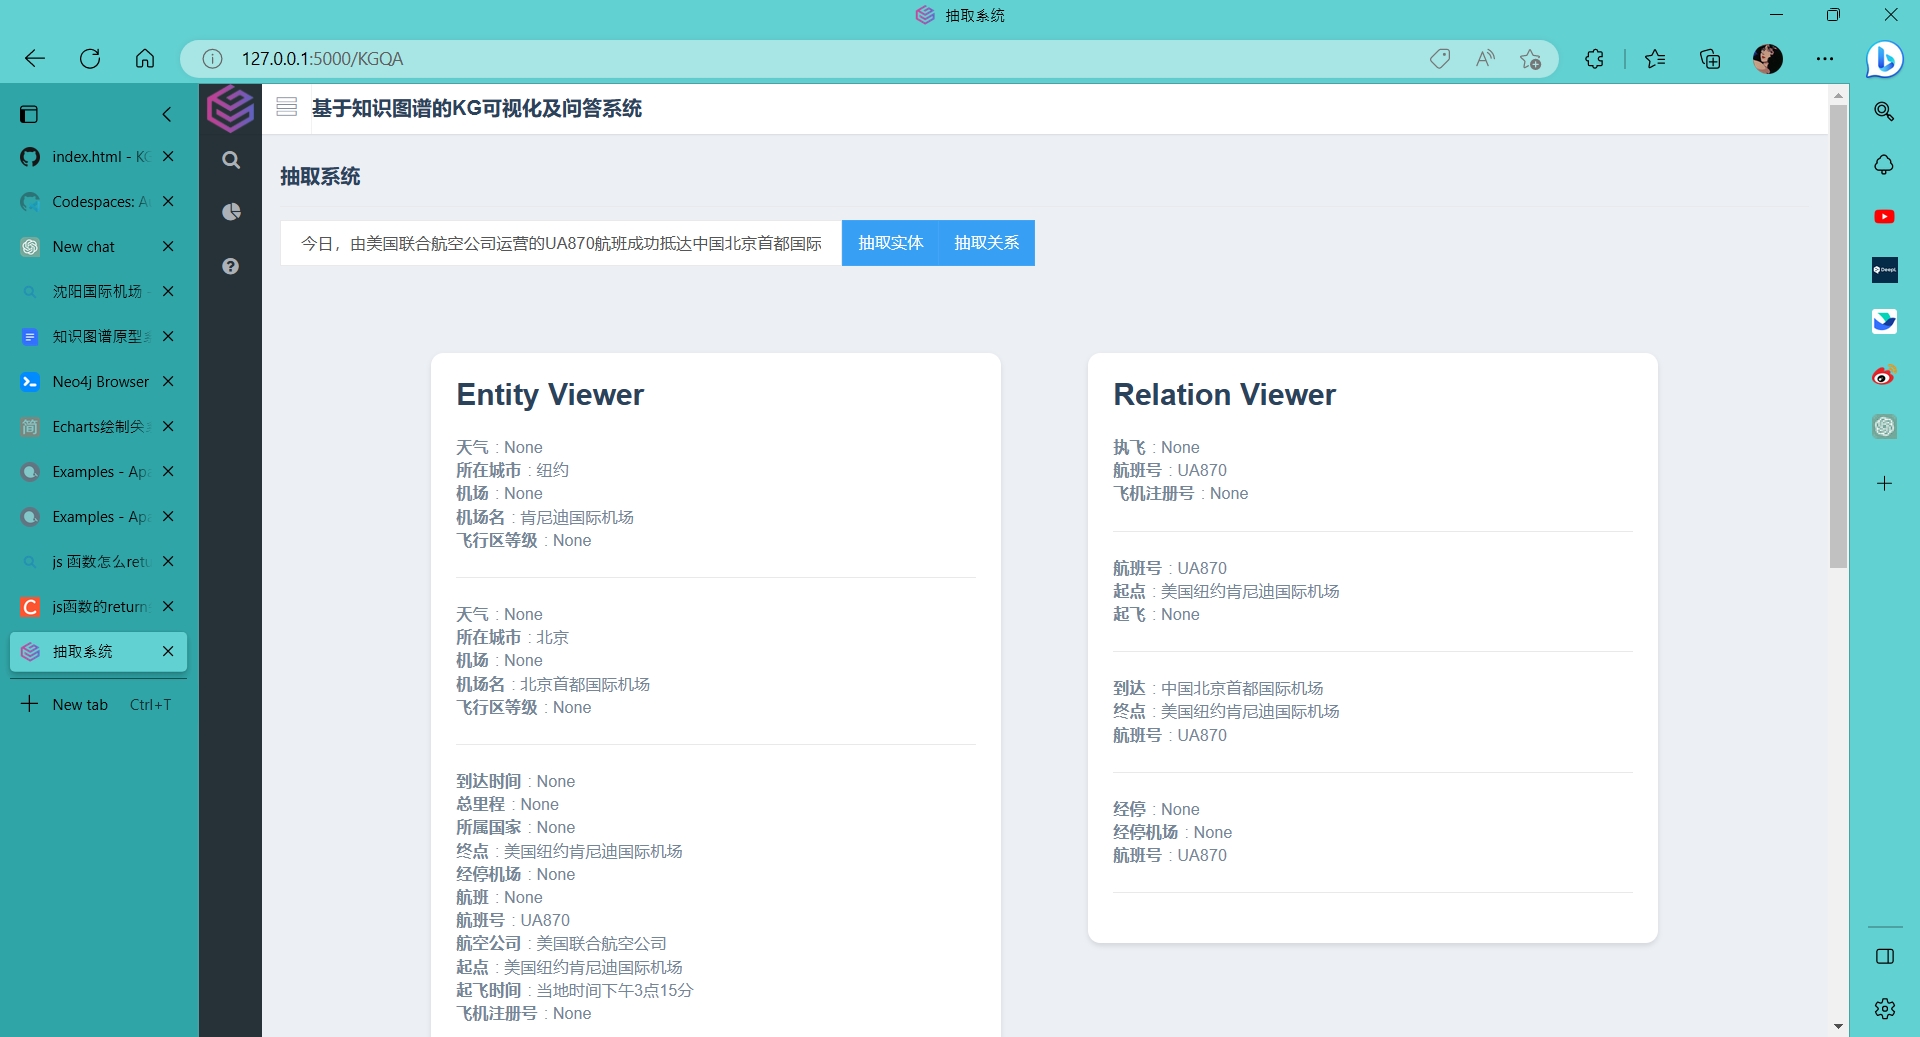 抽取系统
127.0.0.1:5000/KGQA
index.html - KG
Codespaces: A
New chat
沈阳国际机场 -
知识图谱原型
Neo4j Browser
Echarts绘制关
Examples - Apa
Examples - Apa
js 函数怎么retu
js函数的return
抽取系统
New tab Ctrl+T
基于知识图谱的KG可视化及问答系统
抽取系统
今日，由美国联合航空公司运营的UA870航班成功抵达中国北京首都国际
抽取实体 抽取关系
Entity Viewer
天气 : None
所在城市 : 纽约
机场 : None
机场名 : 肯尼迪国际机场
飞行区等级 : None
天气 : None
所在城市 : 北京
机场 : None
机场名 : 北京首都国际机场
飞行区等级 : None
到达时间 : None
总里程 : None
所属国家 : None
终点 : 美国纽约肯尼迪国际机场
经停机场 : None
航班 : None
航班号 : UA870
航空公司 : 美国联合航空公司
起点 : 美国纽约肯尼迪国际机场
起飞时间 : 当地时间下午3点15分
飞机注册号 : None
Relation Viewer
执飞 : None
航班号 : UA870
飞机注册号 : None
航班号 : UA870
起点 : 美国纽约肯尼迪国际机场
起飞 : None
到达 : 中国北京首都国际机场
终点 : 美国纽约肯尼迪国际机场
航班号 : UA870
经停 : None
经停机场 : None
航班号 : UA870
DeepL